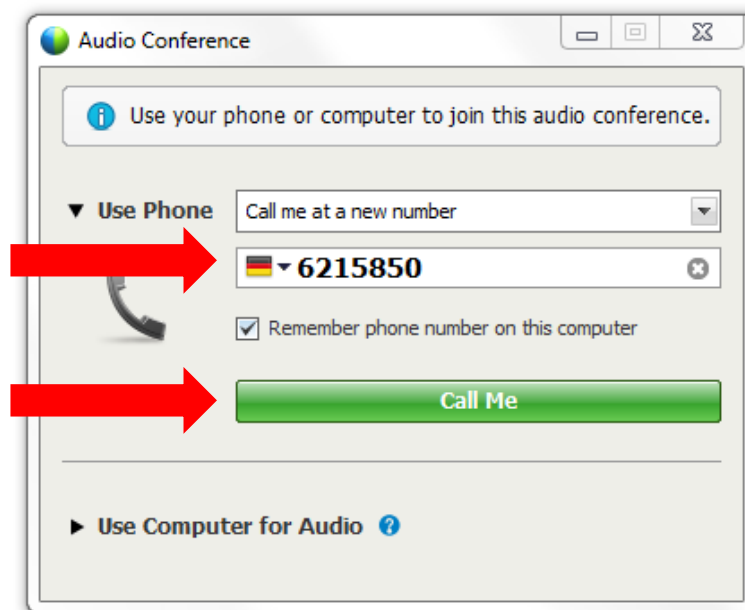 Audio Conference
Use your phone or computer to join this audio conference.
Use Phone
Call me at a new number
6215850
Remember phone number on this computer
Call Me
Use Computer for Audio